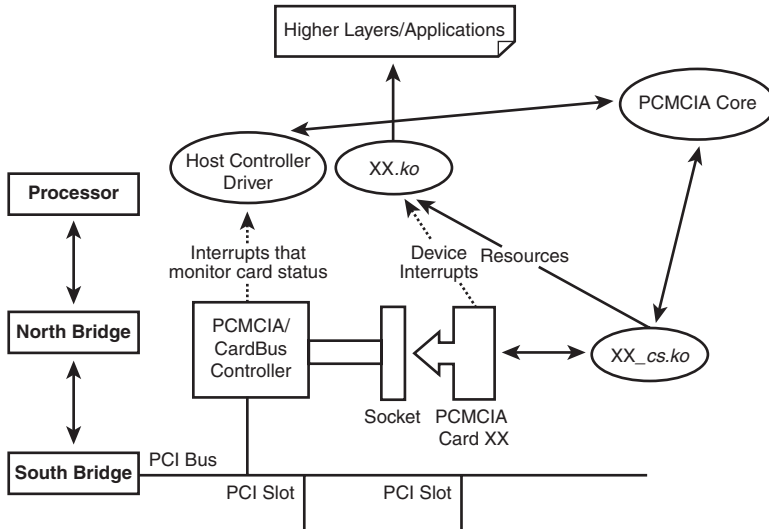 Higher Layers/Applications
PCMCIA Core
Host Controller
Driver
XX.ko
Processor
Interrupts that
monitor card status
Device
Interrupts
Resources
North Bridge
PCMCIA/
CardBus
Controller
XX_cs.ko
Socket
PCMCIA
Card XX
South Bridge
PCI Bus
PCI Slot
PCI Slot